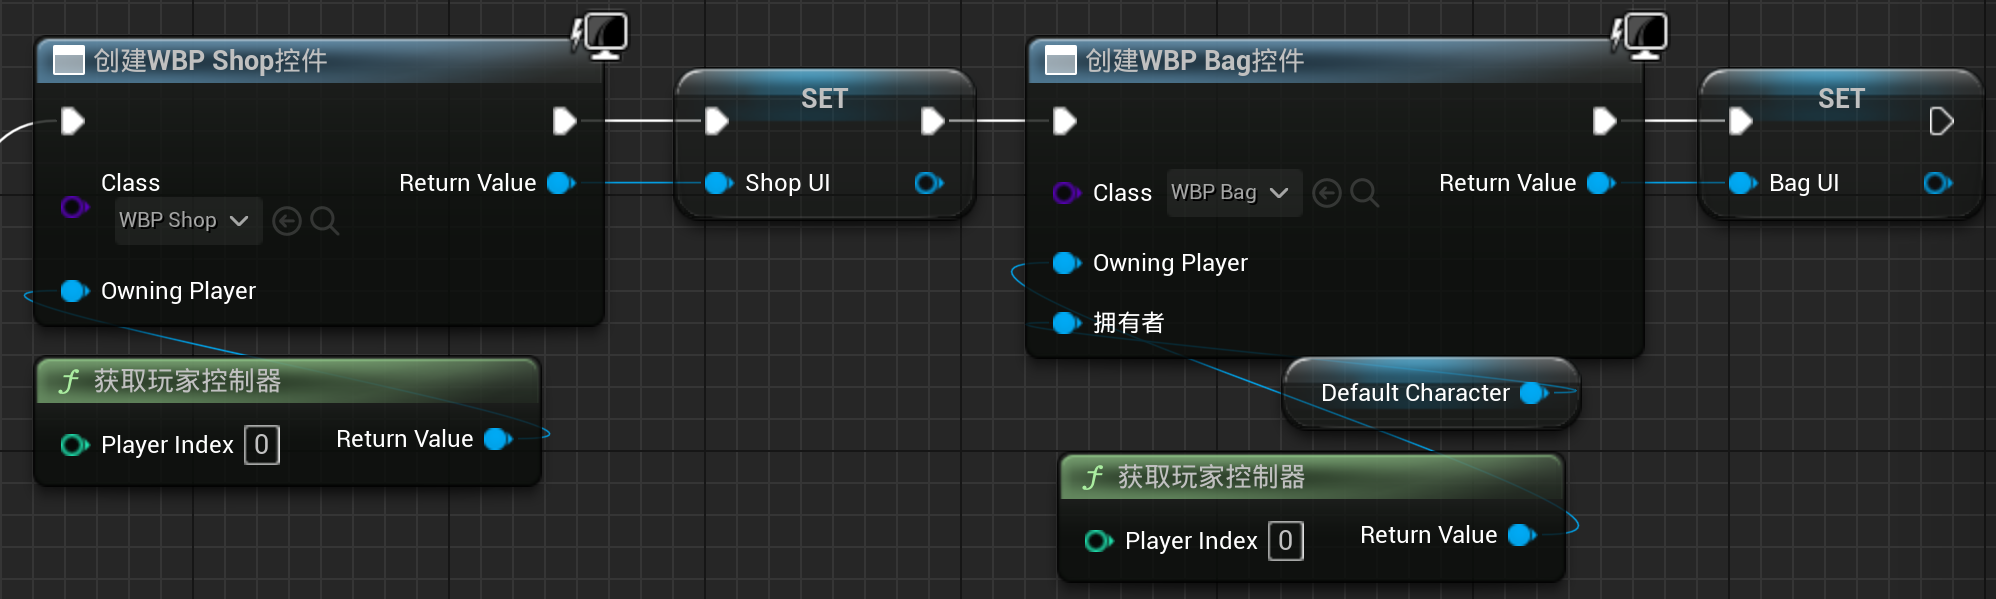 创建WBP Shop控件
Class
WBP Shop
Return Value
Owning Player
SET
Shop UI
创建WBP Bag控件
Class
WBP Bag
Return Value
Owning Player
拥有者
SET
Bag UI
获取玩家控制器
Player Index 0
Return Value
Default Character
获取玩家控制器
Player Index 0
Return Value